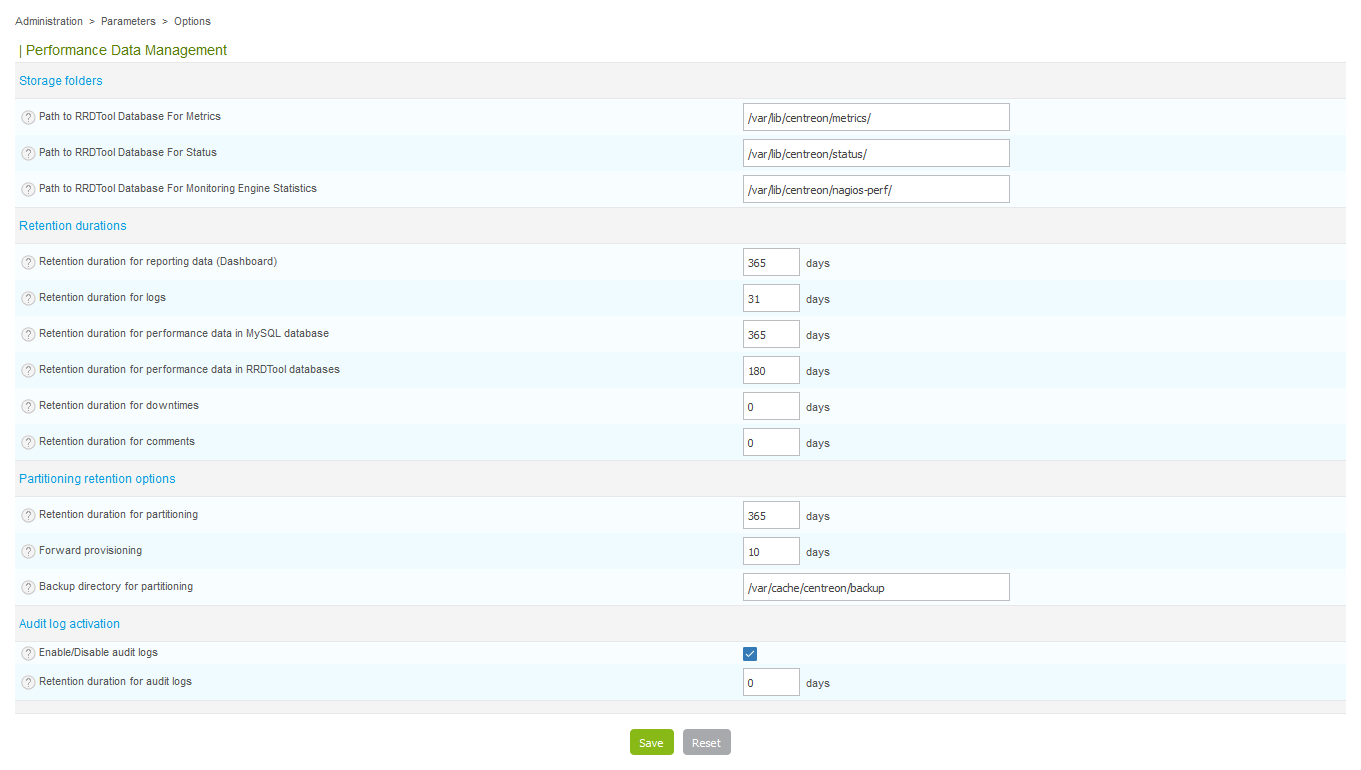 Administration > Parameters > Options
| Performance Data Management
Storage folders
? Path to RRDTool Database For Metrics /var/lib/centreon/metrics/
? Path to RRDTool Database For Status /var/lib/centreon/status/
? Path to RRDTool Database For Monitoring Engine Statistics /var/lib/centreon/nagios-perf/
Retention durations
? Retention duration for reporting data (Dashboard) 365 days
? Retention duration for logs 31 days
? Retention duration for performance data in MySQL database 365 days
? Retention duration for performance data in RRDTool databases 180 days
? Retention duration for downtimes 0 days
? Retention duration for comments 0 days
Partitioning retention options
? Retention duration for partitioning 365 days
? Forward provisioning 10 days
? Backup directory for partitioning /var/cache/centreon/backup
Audit log activation
? Enable/Disable audit logs
? Retention duration for audit logs 0 days
Save Reset